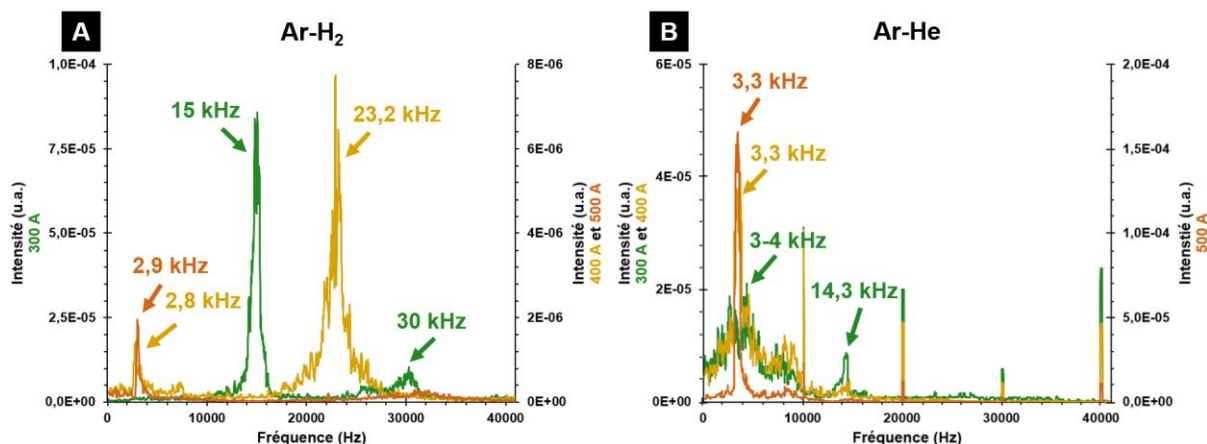 A
Ar-H₂
1,0E-04
7,5E-05
5,0E-05
2,5E-05
0,0E+00
8E-06
6E-06
4E-06
2E-06
0E+00
0
10000
20000
30000
40000
Intensité (u.a.)
300 A
Intensité (u.a.)
400 A et 500 A
Fréquence (Hz)
15 kHz
23,2 kHz
2,9 kHz
2,8 kHz
30 kHz
B
Ar-He
6E-05
4E-05
2E-05
0E+00
2,0E-04
1,5E-04
1,0E-04
5,0E-05
0,0E+00
0
10000
20000
30000
40000
Intensité (u.a.)
300 A et 400 A
Intenstié (u.a.)
500 A
Fréquence (Hz)
3,3 kHz
3,3 kHz
3-4 kHz
14,3 kHz